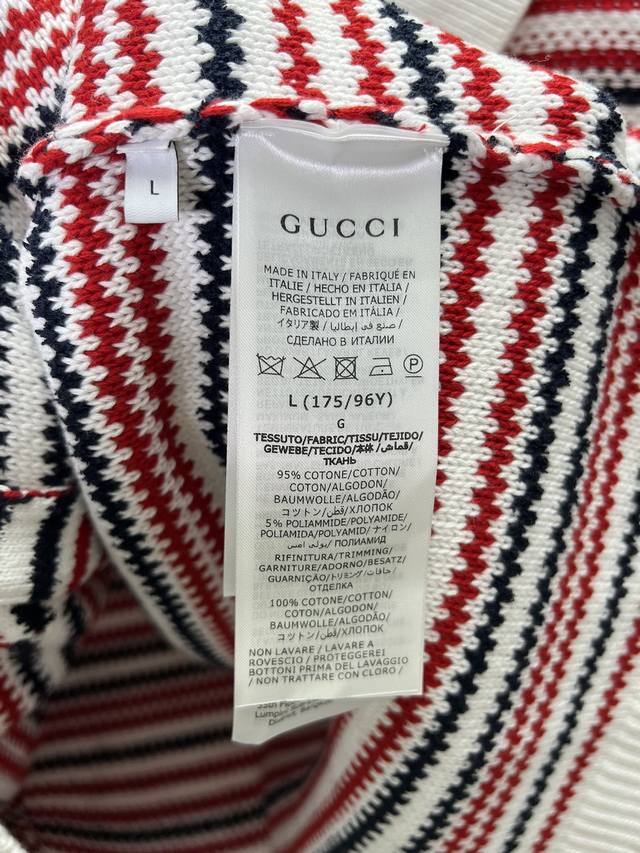 L
GUCCI
MADE IN ITALY / FABRIQUÉ EN
ITALIE / HECHO EN ITALIA /
HERGESTELLT IN ITALIEN /
FABRICADO EM ITÁLIA /
イタリア製 / صنع في إيطاليا /
СДЕЛАНО В ИТАЛИИ
P
L (175/96Y)
G
TESSUTO/FABRIC/TISSU/TEJIDO/
GEWEBE/TECIDO/本体/قماش/
ТКАНЬ
95% COTONE/COTTON/
COTON/ALGODON/
BAUMWOLLE/ALGODÃO/
コットン/قطن/ХЛОПОК
5% POLIAMMIDE/POLYAMIDE/
POLIAMIDA/POLYAMID/ナイロン/
بولي أميد/ПОЛИАМИД
RIFINITURA/TRIMMING/
GARNITURE/ADORNO/BESATZ/
GUARNIÇÃO/トリミング/حافات/
ОТДЕЛКА
100% COTONE/COTTON/
COTON/ALGODON/
BAUMWOLLE/ALGODÃO/
コットン/قطن/ХЛОПОК
NON LAVARE / LAVARE A
ROVESCIO / PROTEGGEREI
BOTTONI PRIMA DEL LAVAGGIO
/ NON TRATTARE CON CLORO /